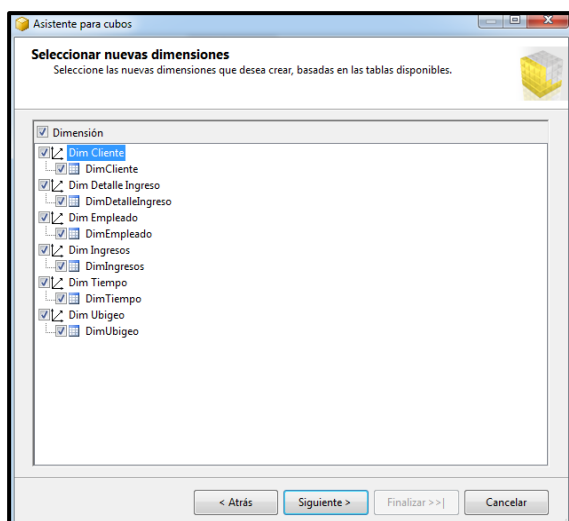 Asistente para cubos
Seleccionar nuevas dimensiones
Seleccione las nuevas dimensiones que desea crear, basadas en las tablas disponibles.
Dimensión
Dim Cliente
DimCliente
Dim Detalle Ingreso
DimDetalleIngreso
Dim Empleado
DimEmpleado
Dim Ingresos
DimIngresos
Dim Tiempo
DimTiempo
Dim Ubigeo
DimUbigeo
< Atrás Siguiente > Finalizar >>| Cancelar